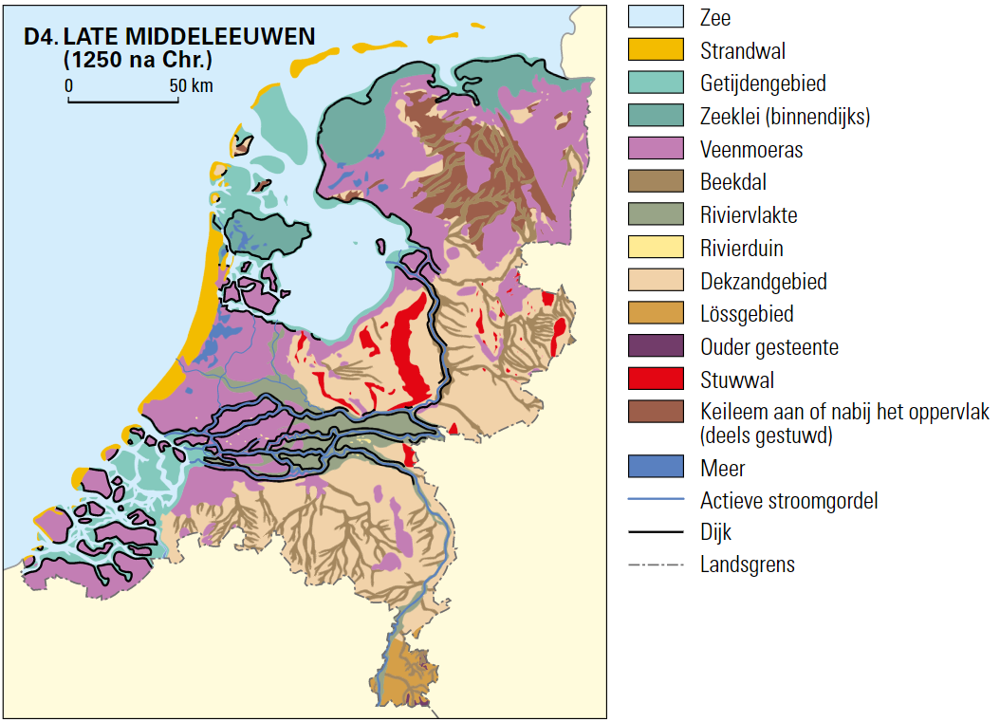 D4. LATE MIDDELEEUWEN
(1250 na Chr.)
0 50 km
Zee
Strandwal
Getijdengebied
Zeeklei (binnendijks)
Veenmoeras
Beekdal
Riviervlakte
Rivierduin
Dekzandgebied
Lössgebied
Ouder gesteente
Stuwwal
Keileem aan of nabij het oppervlak
(deels gestuwd)
Meer
Actieve stroomgordel
Dijk
Landsgrens